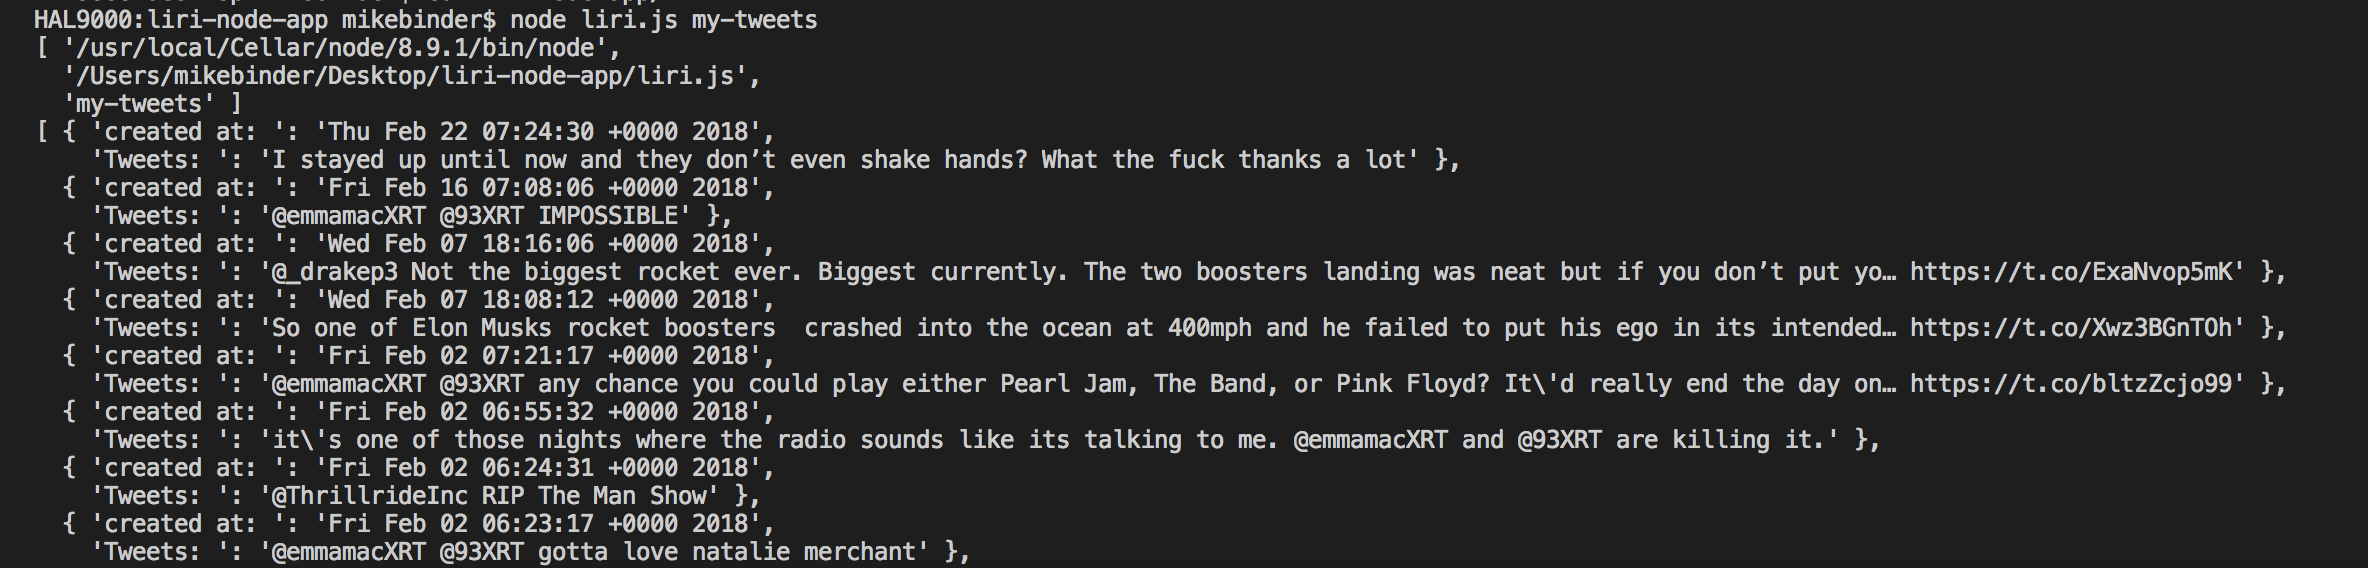 HAL9000:liri-node-app mikebinder$ node liri.js my-tweets
[ '/usr/local/Cellar/node/8.9.1/bin/node',
  '/Users/mikebinder/Desktop/liri-node-app/liri.js',
  'my-tweets' ]
[ { 'created at: ': 'Thu Feb 22 07:24:30 +0000 2018',
    'Tweets: ': 'I stayed up until now and they don’t even shake hands? What the fuck thanks a lot' },
  { 'created at: ': 'Fri Feb 16 07:08:06 +0000 2018',
    'Tweets: ': '@emmamacXRT @93XRT IMPOSSIBLE' },
  { 'created at: ': 'Wed Feb 07 18:16:06 +0000 2018',
    'Tweets: ': '@_drakep3 Not the biggest rocket ever. Biggest currently. The two boosters landing was neat but if you don’t put yo… https://t.co/ExaNvop5mK' },
  { 'created at: ': 'Wed Feb 07 18:08:12 +0000 2018',
    'Tweets: ': 'So one of Elon Musks rocket boosters  crashed into the ocean at 400mph and he failed to put his ego in its intended… https://t.co/Xwz3BGnTOh' },
  { 'created at: ': 'Fri Feb 02 07:21:17 +0000 2018',
    'Tweets: ': '@emmamacXRT @93XRT any chance you could play either Pearl Jam, The Band, or Pink Floyd? It\'d really end the day on… https://t.co/bltzZcjo99' },
  { 'created at: ': 'Fri Feb 02 06:55:32 +0000 2018',
    'Tweets: ': 'it\'s one of those nights where the radio sounds like its talking to me. @emmamacXRT and @93XRT are killing it.' },
  { 'created at: ': 'Fri Feb 02 06:24:31 +0000 2018',
    'Tweets: ': '@ThrillrideInc RIP The Man Show' },
  { 'created at: ': 'Fri Feb 02 06:23:17 +0000 2018',
    'Tweets: ': '@emmamacXRT @93XRT gotta love natalie merchant' },